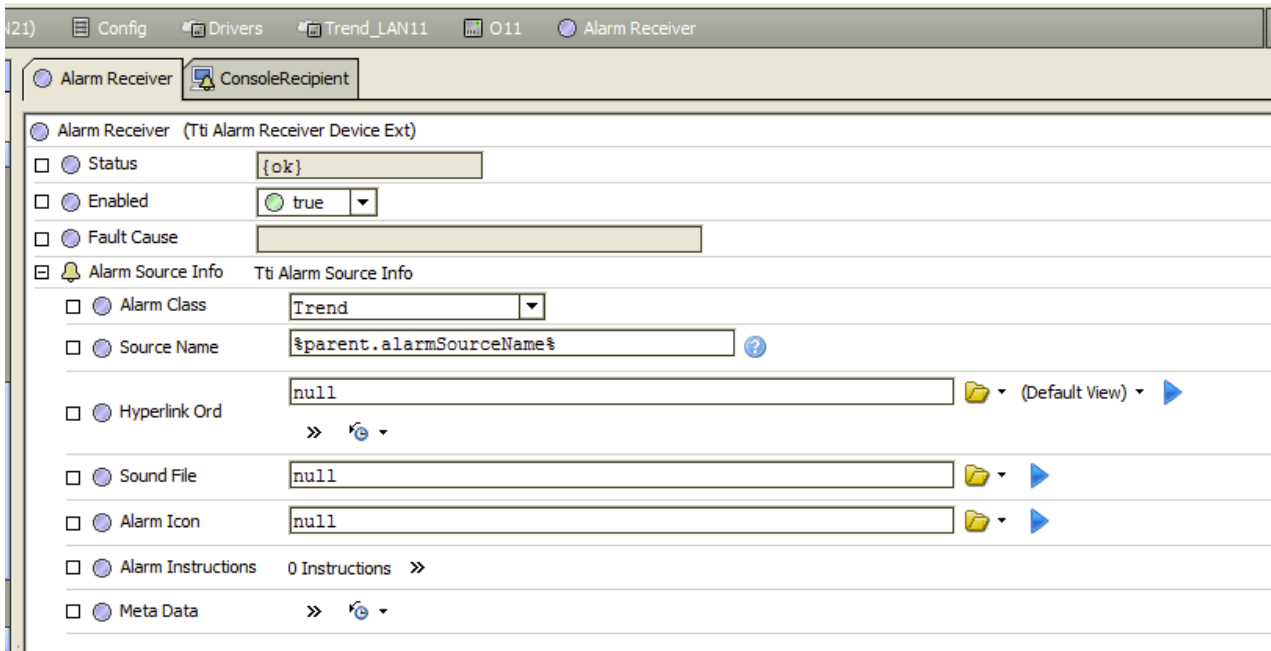 N21) Config Drivers Trend_LAN11 O11 Alarm Receiver
Alarm Receiver ConsoleRecipient
Alarm Receiver (Tti Alarm Receiver Device Ext)
Status {ok}
Enabled true
Fault Cause
Alarm Source Info Tti Alarm Source Info
Alarm Class Trend
Source Name %parent.alarmSourceName%
null (Default View)
Hyperlink Ord
Sound File null
Alarm Icon null
Alarm Instructions 0 Instructions
Meta Data